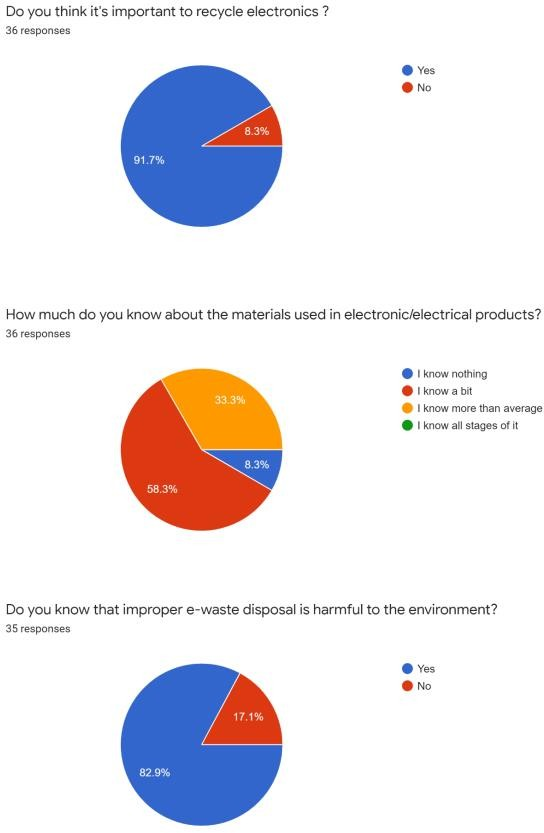 Do you think it's important to recycle electronics ?
36 responses
Yes
No
8.3%
91.7%
How much do you know about the materials used in electronic/electrical products?
36 responses
I know nothing
I know a bit
I know more than average
I know all stages of it
33.3%
8.3%
58.3%
Do you know that improper e-waste disposal is harmful to the environment?
35 responses
Yes
No
17.1%
82.9%